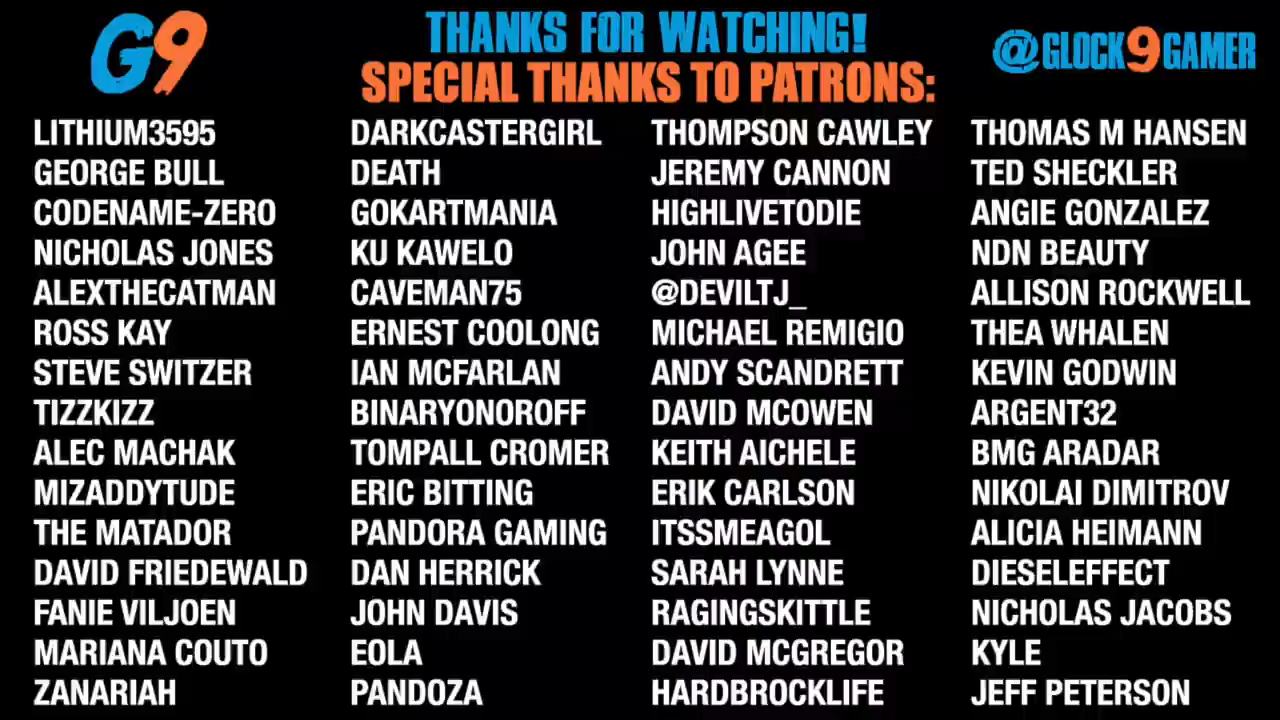 G9
THANKS FOR WATCHING!
SPECIAL THANKS TO PATRONS:
@GLOCK9GAMER
LITHIUM3595
GEORGE BULL
CODENAME-ZERO
NICHOLAS JONES
ALEXTHECATMAN
ROSS KAY
STEVE SWITZER
TIZZKIZZ
ALEC MACHAK
MIZADDYTUDE
THE MATADOR
DAVID FRIEDEWALD
FANIE VILJOEN
MARIANA COUTO
ZANARIAH
DARKCASTERGIRL
DEATH
GOKARTMANIA
KU KAWELO
CAVEMAN75
ERNEST COOLONG
IAN MCFARLAN
BINARYONOROFF
TOMPALL CROMER
ERIC BITTING
PANDORA GAMING
DAN HERRICK
JOHN DAVIS
EOLA
PANDOZA
THOMPSON CAWLEY
JEREMY CANNON
HIGHLIVETODIE
JOHN AGEE
@DEVILTJ_
MICHAEL REMIGIO
ANDY SCANDRETT
DAVID MCOWEN
KEITH AICHELE
ERIK CARLSON
ITSSMEAGOL
SARAH LYNNE
RAGINGSKITTLE
DAVID MCGREGOR
HARDBROCKLIFE
THOMAS M HANSEN
TED SHECKLER
ANGIE GONZALEZ
NDN BEAUTY
ALLISON ROCKWELL
THEA WHALEN
KEVIN GODWIN
ARGENT32
BMG ARADAR
NIKOLAI DIMITROV
ALICIA HEIMANN
DIESELEFFECT
NICHOLAS JACOBS
KYLE
JEFF PETERSON